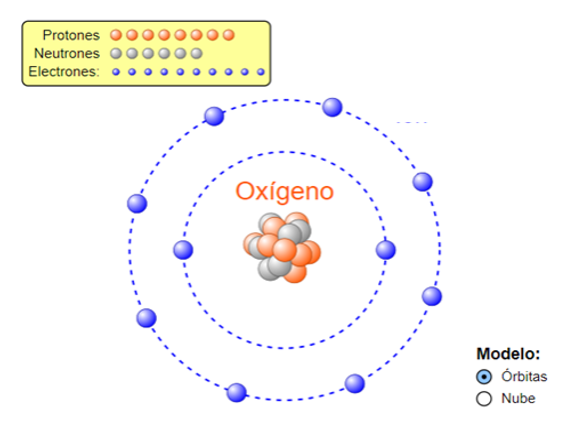 Protones
Neutrones
Electrones:
Oxígeno
Modelo:
Órbitas
Nube